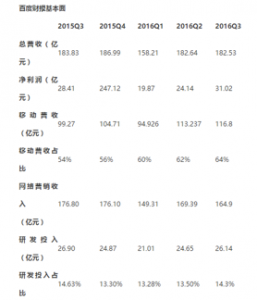 百度财报基本面
2015Q3 2015Q4 2016Q1 2016Q2 2016Q3
总营收（亿 183.83 186.99 158.21 182.64 182.53
元）
净利润（亿 28.41 247.12 19.87 24.14 31.02
元）
移动营收 99.27 104.71 94.926 113.237 116.8
（亿元）
移动营收占 54% 56% 60% 62% 64%
比
网络营销收 176.80 176.10 149.31 169.39 164.9
入
（亿元）
研发投入 26.90 24.87 21.01 24.65 26.14
（亿元）
研发投入占 14.63% 13.30% 13.28% 13.50% 14.3%
比